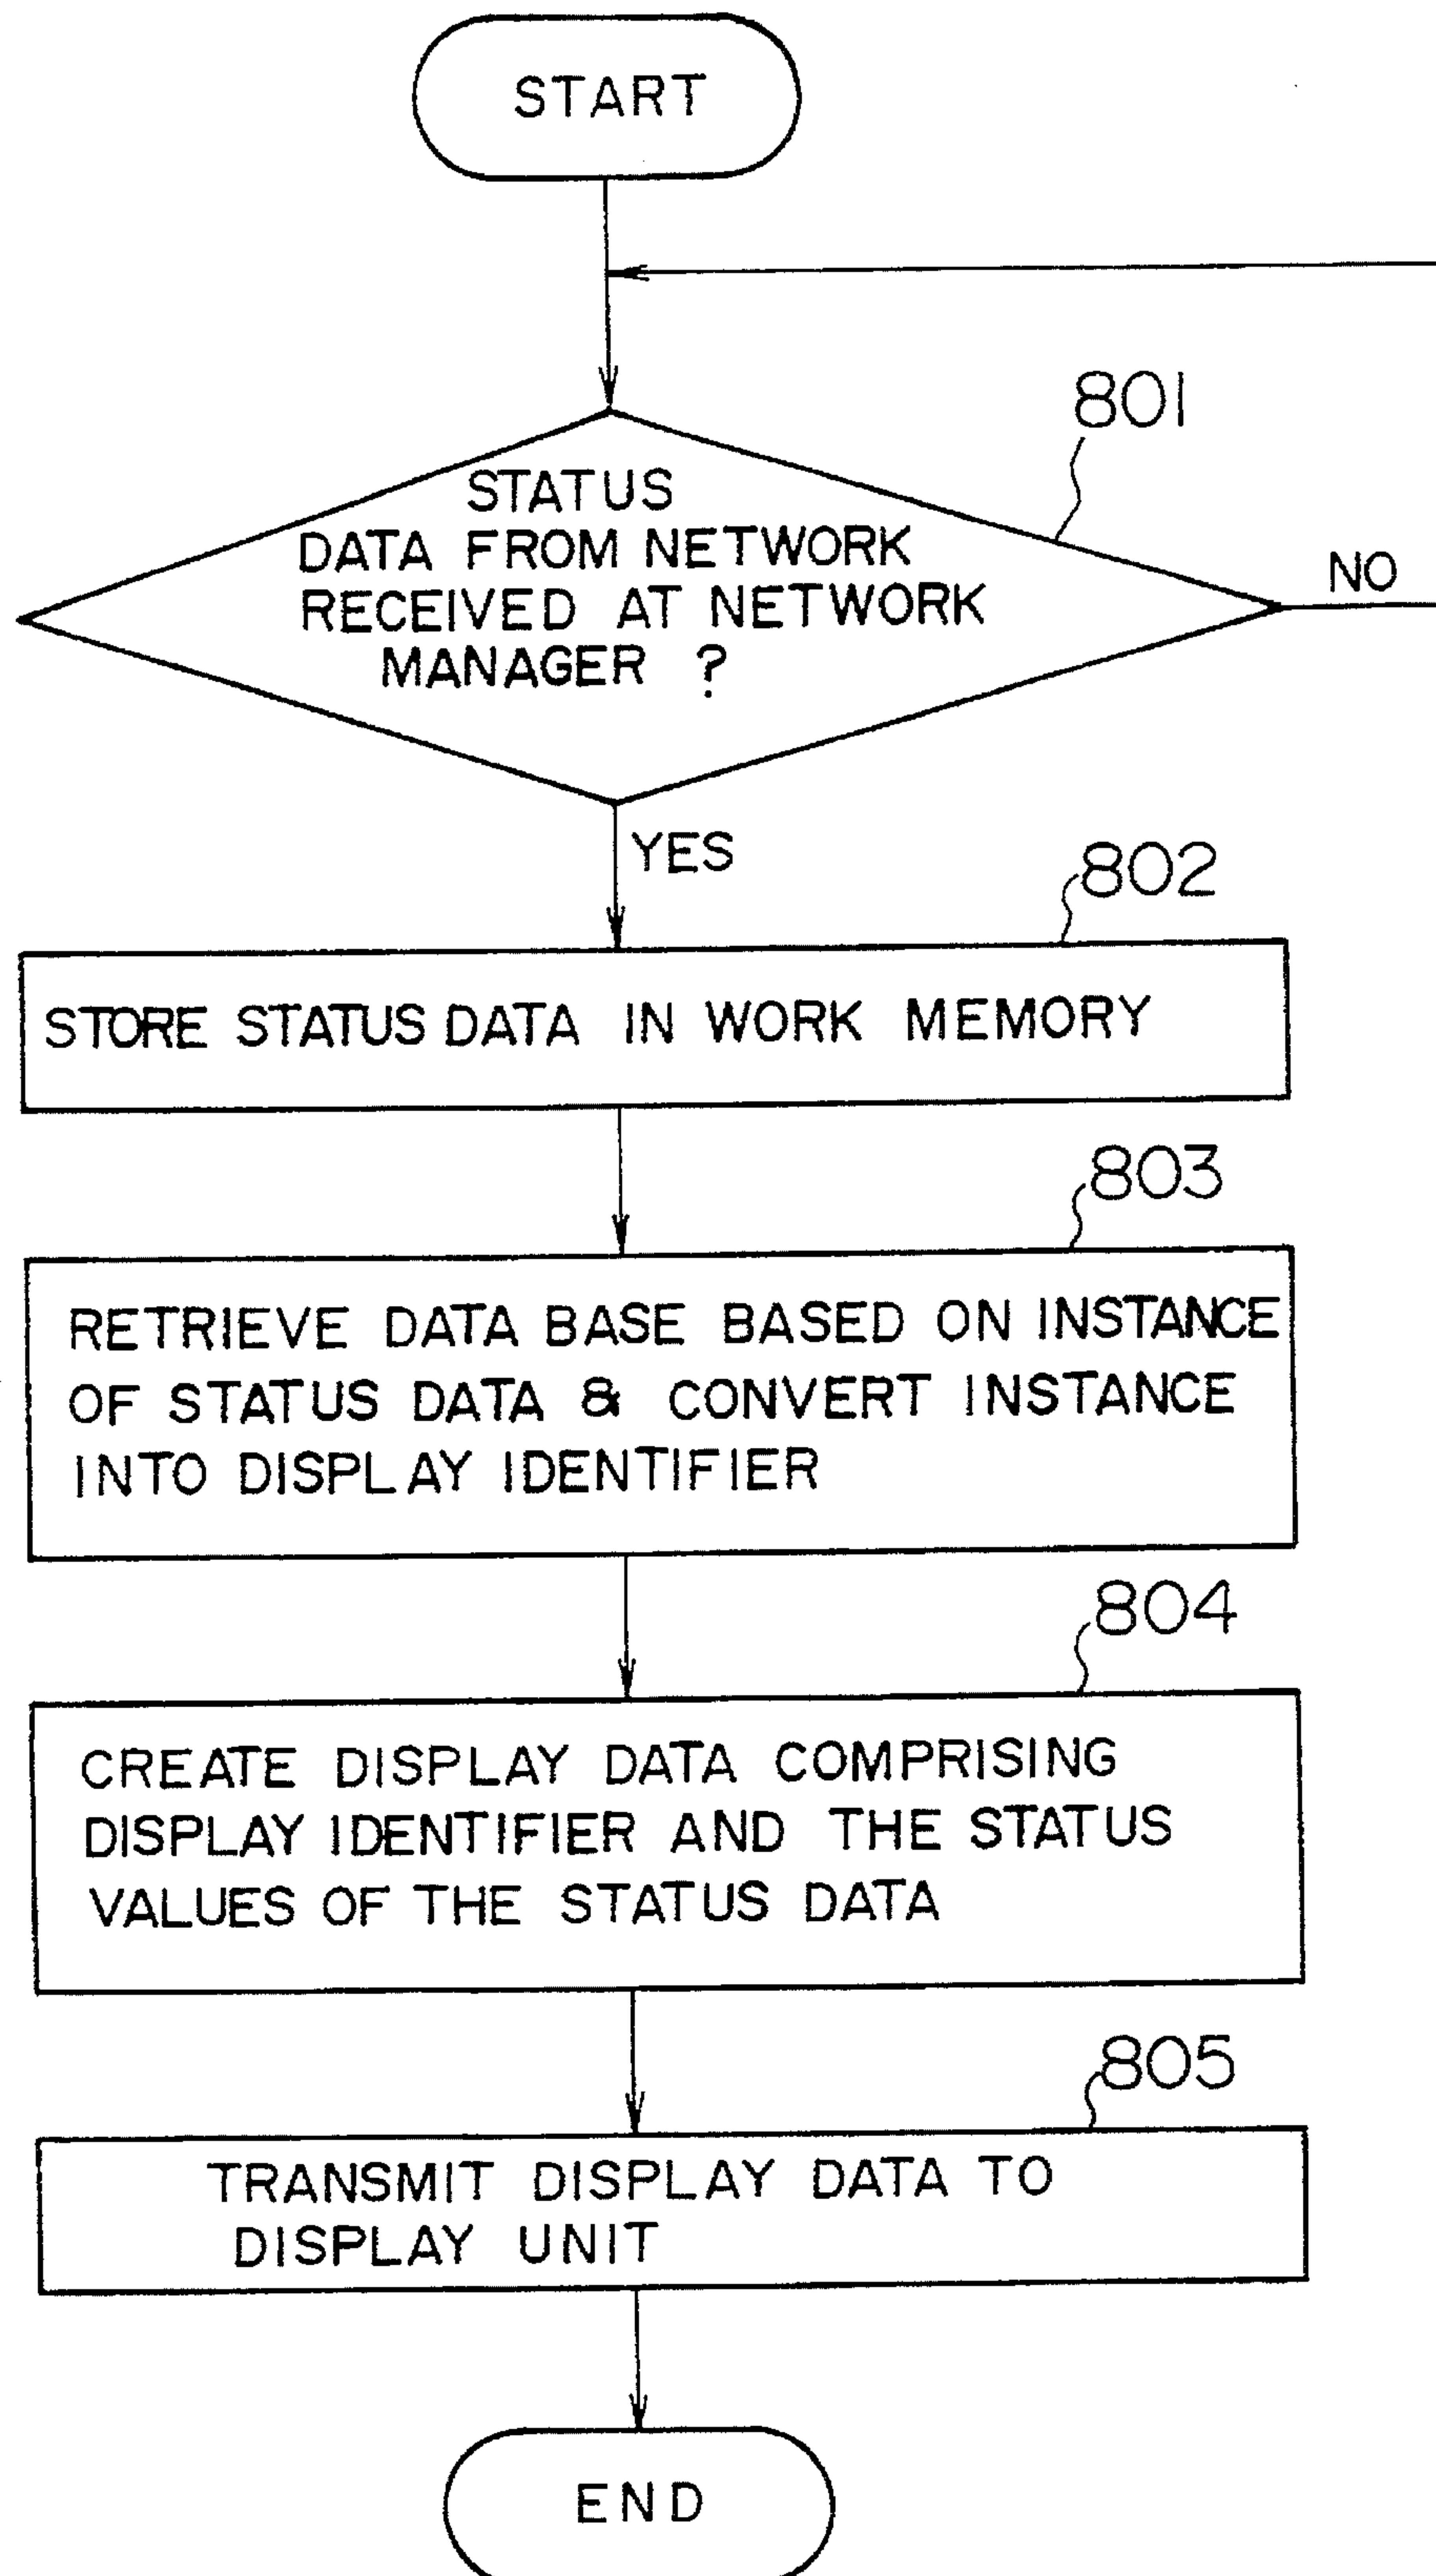 START
801
STATUS
DATA FROM NETWORK
RECEIVED AT NETWORK
MANAGER ?
NO
YES
802
STORE STATUS DATA IN WORK MEMORY
803
RETRIEVE DATA BASE BASED ON INSTANCE
OF STATUS DATA & CONVERT INSTANCE
INTO DISPLAY IDENTIFIER
804
CREATE DISPLAY DATA COMPRISING
DISPLAY IDENTIFIER AND THE STATUS
VALUES OF THE STATUS DATA
805
TRANSMIT DISPLAY DATA TO
DISPLAY UNIT
END